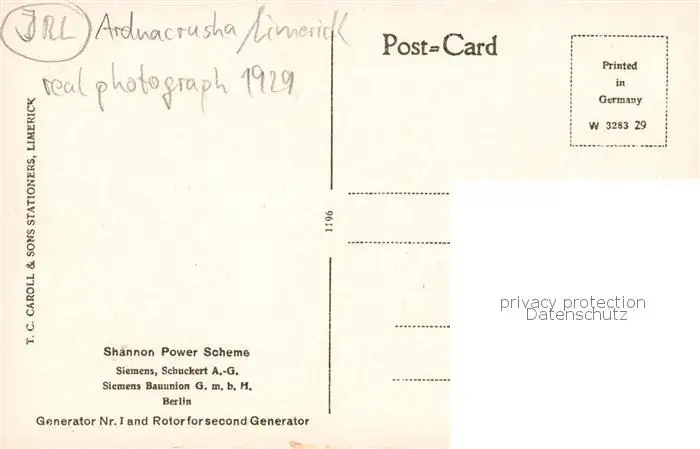 IRL Ardnacrusha/Limerick
real photograph 1929
Post=Card
Printed
in
Germany
W 3283 29
T. C. CAROLL & SONS STATIONERS, LIMERICK
1196
privacy protection
Datenschutz
Shannon Power Scheme
Siemens, Schuckert A.-G.
Siemens Bauunion G. m. b. H.
Berlin
Generator Nr. I and Rotor for second Generator